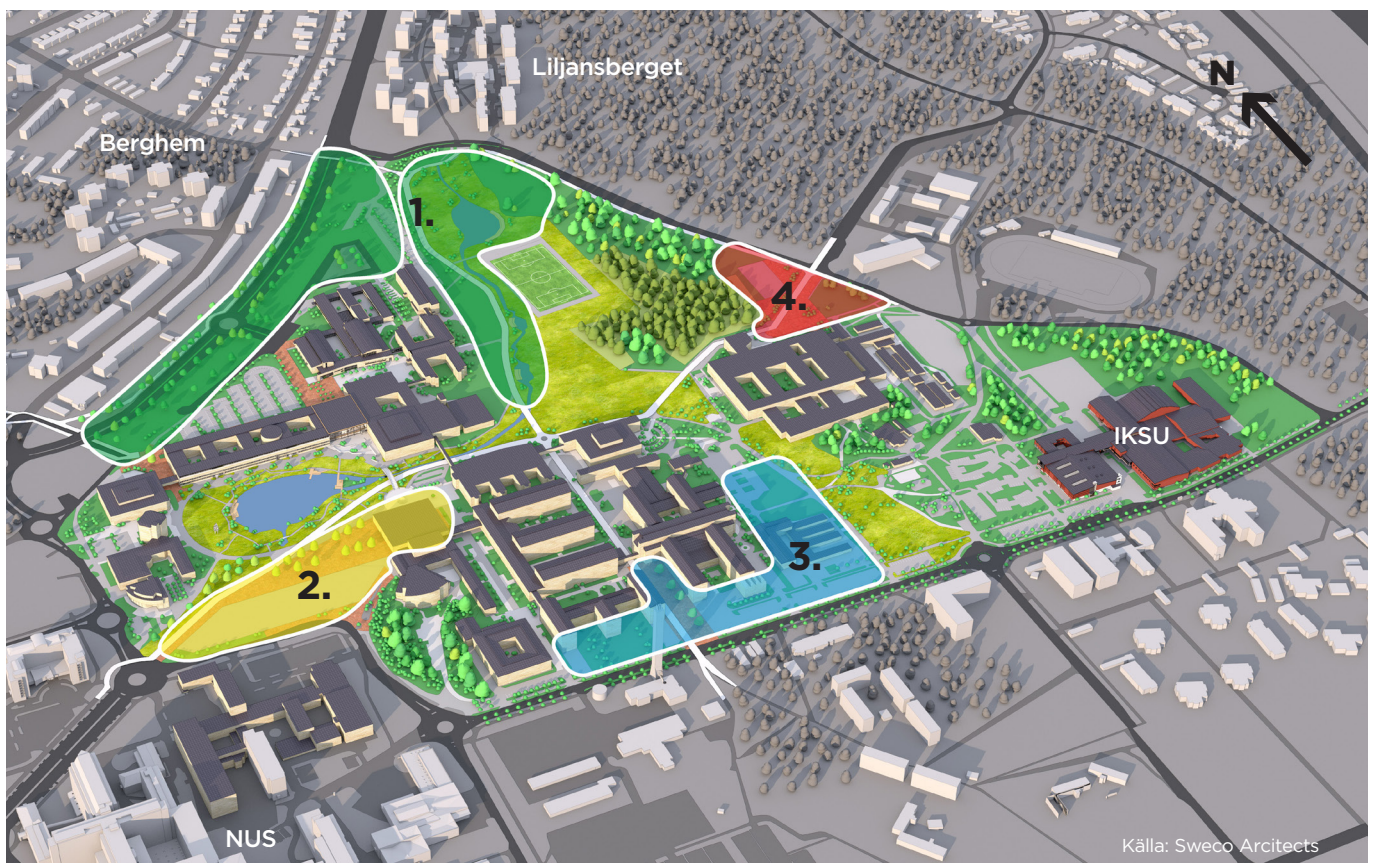 Liljansberget
N
Berghem
1.
4.
IKSU
3.
2.
NUS
Källa: Sweco Arcitects